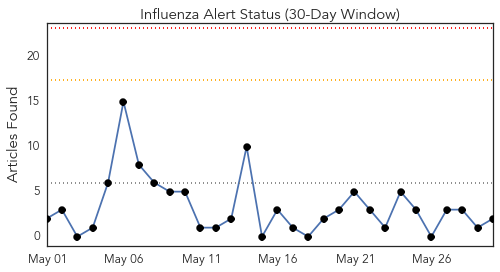 Influenza Alert Status (30-Day Window)
Articles Found
20
15
10
5
0
May 01 May 06 May 11 May 16 May 21 May 26